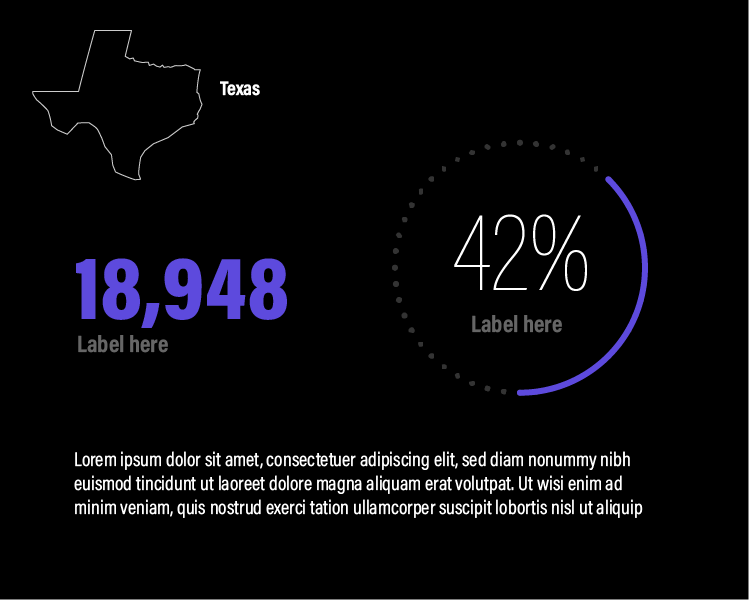 Texas
42%
Label here
18,948
Label here
Lorem ipsum dolor sit amet, consectetuer adipiscing elit, sed diam nonummy nibh
euismod tincidunt ut laoreet dolore magna aliquam erat volutpat. Ut wisi enim ad
minim veniam, quis nostrud exerci tation ullamcorper suscipit lobortis nisl ut aliquip